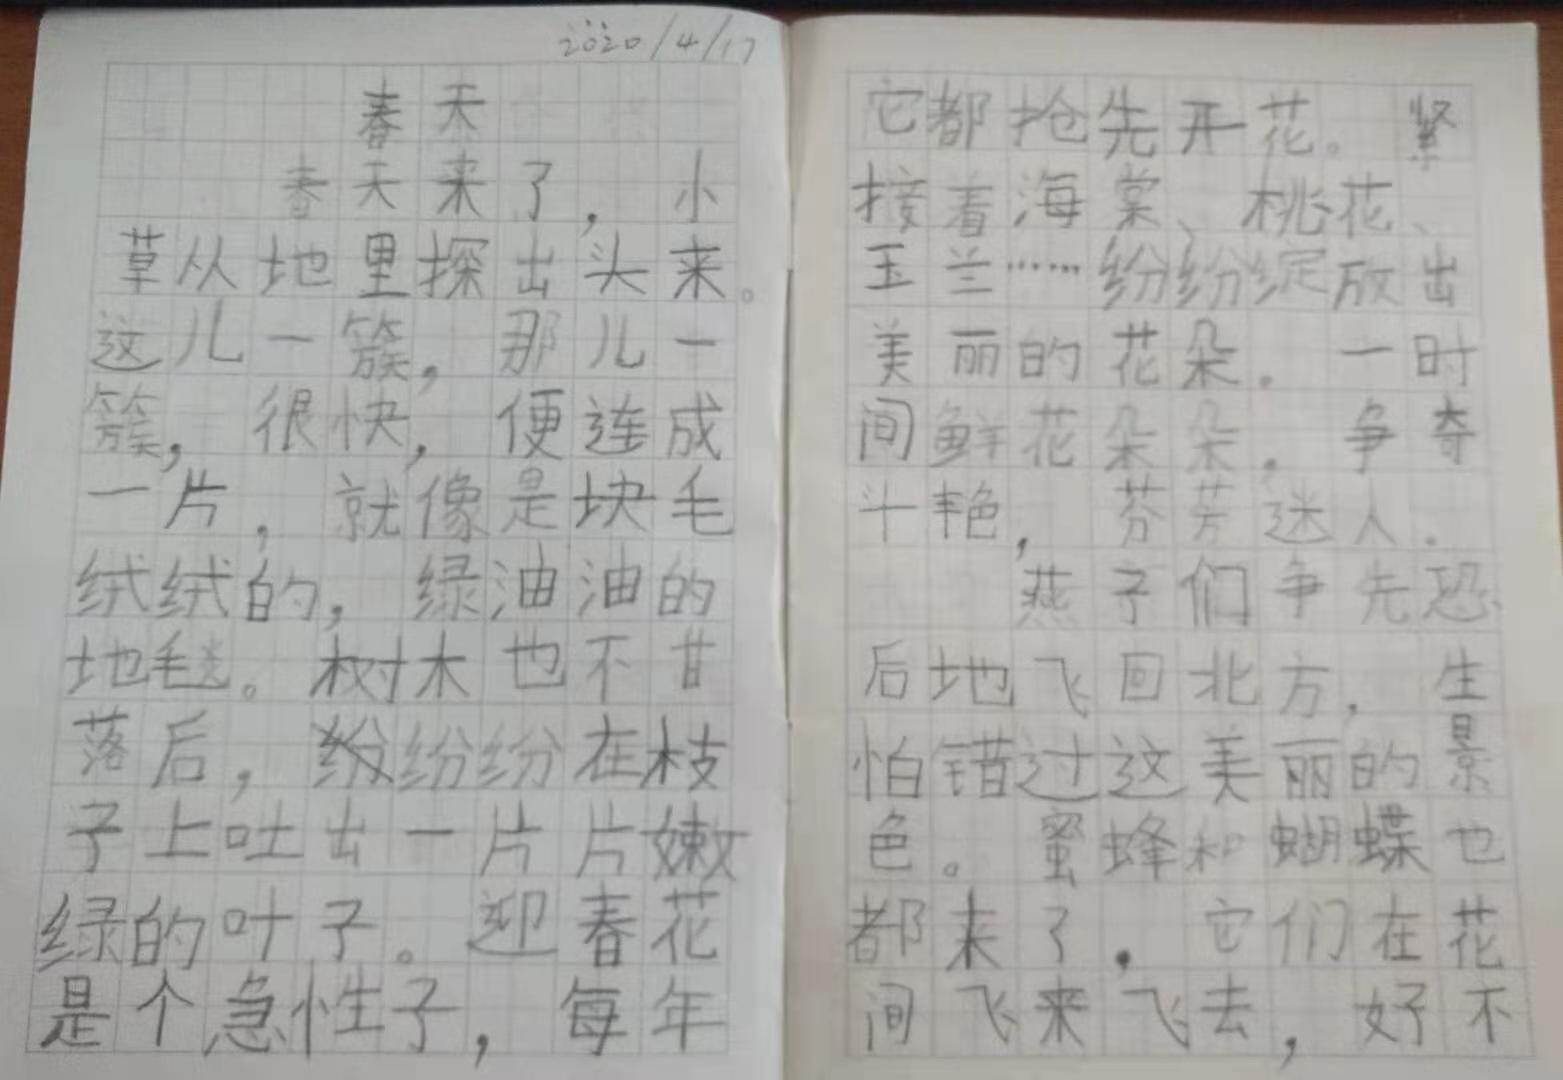 2020/4/17
春天
春天来了，小
草从地里探出头来。
这儿一簇，那儿一
簇，很快，便连成
一片，就像是块毛
绒绒的，绿油油的
地毯。树木也不甘
落后，纷纷在枝
子上吐出一片片嫩
绿的叶子。迎春花
是个急性子，每年
它都抢先开花。紧
接着海棠、桃花、
玉兰……纷纷绽放出
美丽的花朵。一时
间鲜花朵朵。争夺
斗艳，芬芳迷人。
燕子们争先恐
后地飞回北方，生
怕错过这美丽的景
色。蜜蜂和蝴蝶也
都来了。它们在花
间飞来飞去，好不